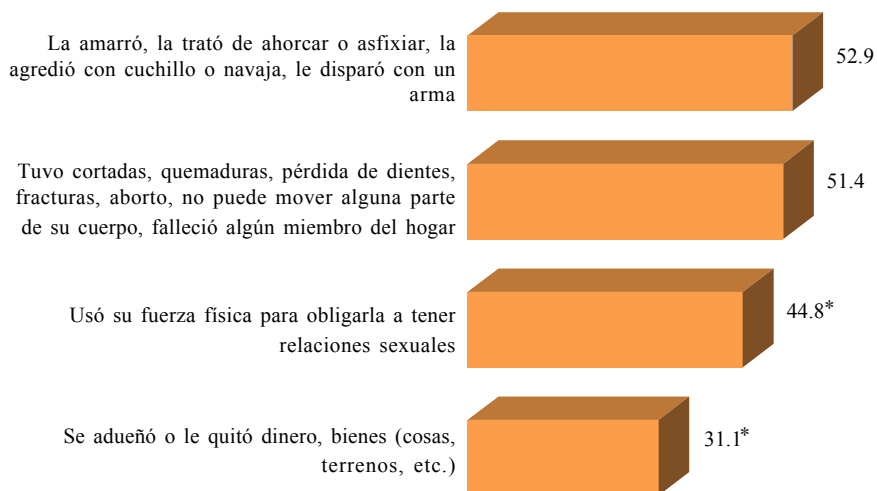 La amarró, la trató de ahorcar o asfixiar, la
agredió con cuchillo o navaja, le disparó con un
arma
52.9
Tuvo cortadas, quemaduras, pérdida de dientes,
fracturas, aborto, no puede mover alguna parte
de su cuerpo, falleció algún miembro del hogar
51.4
Usó su fuerza física para obligarla a tener
relaciones sexuales
44.8*
Se adueñó o le quitó dinero, bienes (cosas,
terrenos, etc.)
31.1*